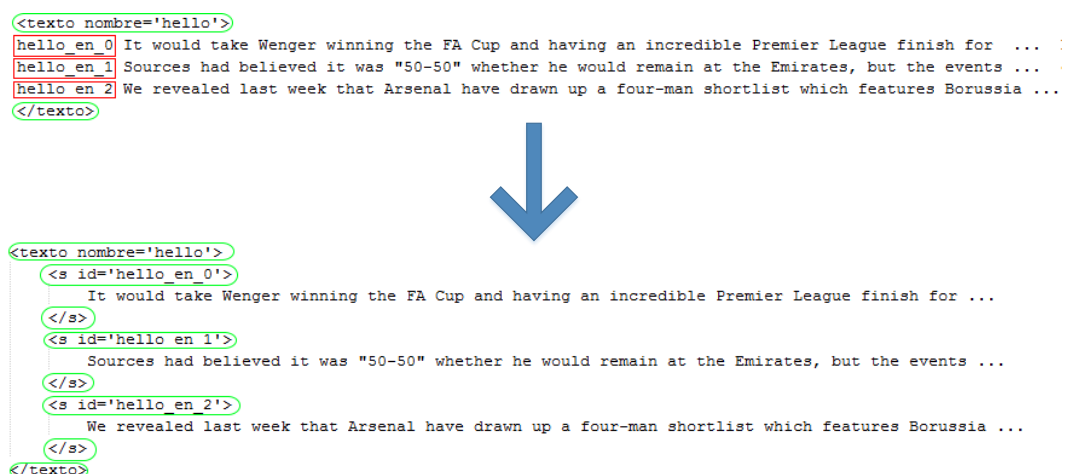 <texto nombre='hello'>
hello_en_0 It would take Wenger winning the FA Cup and having an incredible Premier League finish for ...
hello_en_1 Sources had believed it was "50-50" whether he would remain at the Emirates, but the events ...
hello_en_2 We revealed last week that Arsenal have drawn up a four-man shortlist which features Borussia ...
</texto>
<texto nombre='hello'>
<s id='hello_en_0'>
It would take Wenger winning the FA Cup and having an incredible Premier League finish for ...
</s>
<s id='hello_en_1'>
Sources had believed it was "50-50" whether he would remain at the Emirates, but the events ...
</s>
<s id='hello_en_2'>
We revealed last week that Arsenal have drawn up a four-man shortlist which features Borussia ...
</s>
</texto>